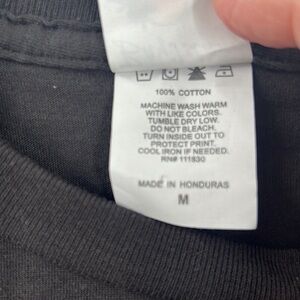 100% COTTON
MACHINE WASH WARM
WITH LIKE COLORS.
TUMBLE DRY LOW.
DO NOT BLEACH.
TURN INSIDE OUT TO
PROTECT PRINT.
COOL IRON IF NEEDED.
RN# 111830
MADE IN HONDURAS
M